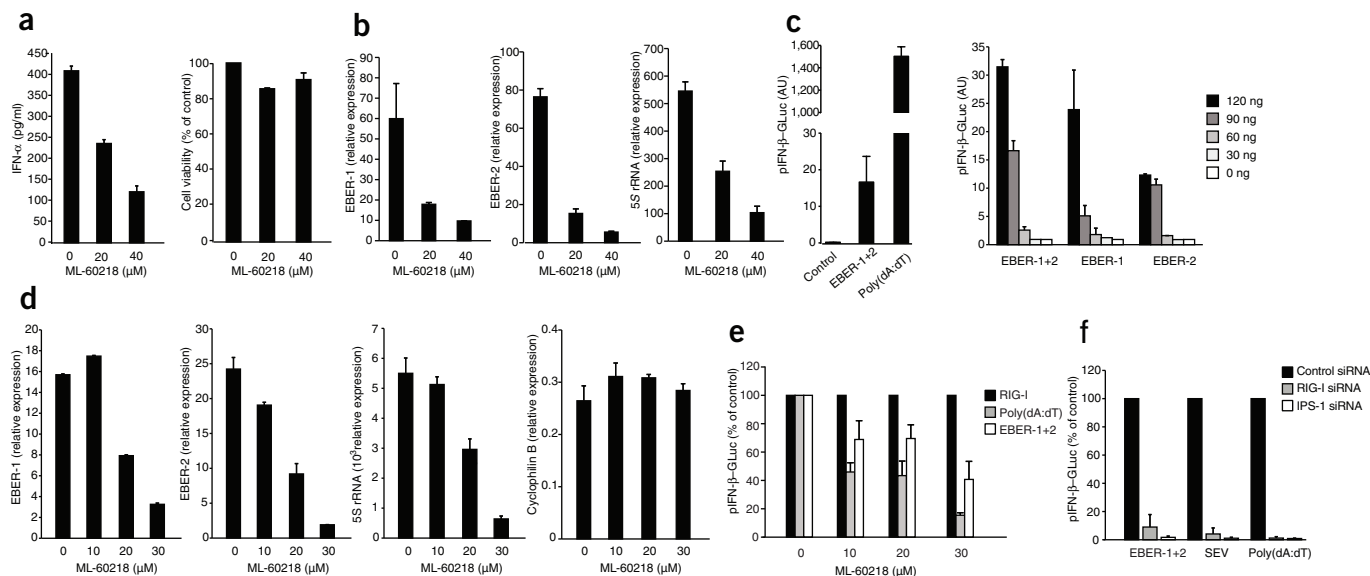 a
IFN-α (pg/ml)
450
400
350
300
250
200
150
100
50
0
0 20 40
ML-60218 (μM)
Cell viability (% of control)
100
80
60
40
20
0
0 20 40
ML-60218 (μM)
b
EBER-1 (relative expression)
90
80
70
60
50
40
30
20
10
0
0 20 40
ML-60218 (μM)
EBER-2 (relative expression)
80
60
40
20
0
0 20 40
ML-60218 (μM)
5S rRNA (relative expression)
700
600
500
400
300
200
100
0
0 20 40
ML-60218 (μM)
c
pIFN-β–GLuc (AU)
1,600
1,400
1,200
1,000
30
20
10
0
Control
EBER-1+2
Poly(dA:dT)
pIFN-β–GLuc (AU)
35
30
25
20
15
10
5
0
EBER-1+2 EBER-1 EBER-2
120 ng
90 ng
60 ng
30 ng
0 ng
d
EBER-1 (relative expression)
18
16
14
12
10
8
6
4
2
0
0 10 20 30
ML-60218 (μM)
EBER-2 (relative expression)
30
25
20
15
10
5
0
0 10 20 30
ML-60218 (μM)
5S rRNA (10³relative expression)
7
6
5
4
3
2
1
0
0 10 20 30
ML-60218 (μM)
Cyclophilin B (relative expression)
0.4
0.3
0.2
0.1
0
0 10 20 30
ML-60218 (μM)
e
pIFN-β–GLuc (% of control)
120
100
80
60
40
20
0
0 10 20 30
ML-60218 (μM)
RIG-I
Poly(dA:dT)
EBER-1+2
f
pIFN-β–GLuc (% of control)
120
100
80
60
40
20
0
EBER-1+2 SEV Poly(dA:dT)
Control siRNA
RIG-I siRNA
IPS-1 siRNA